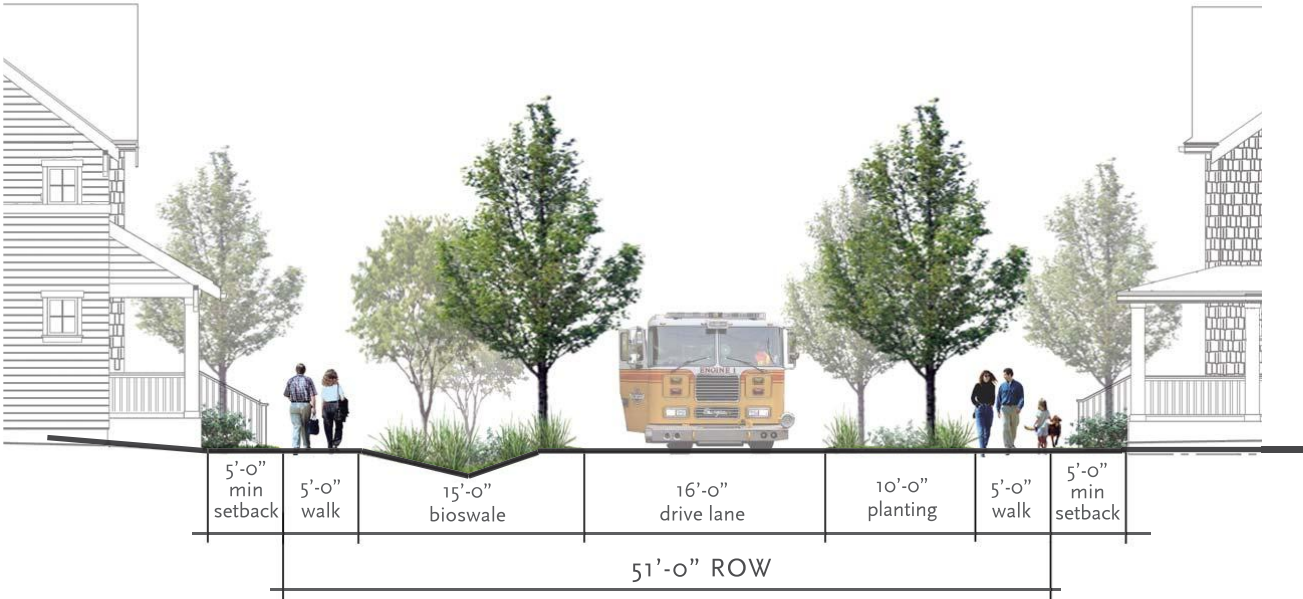 ENGINE 1
5'-0"
min
setback
5'-0"
walk
15'-0"
bioswale
16'-0"
drive lane
10'-0"
planting
5'-0"
walk
5'-0"
min
setback
51'-0" ROW